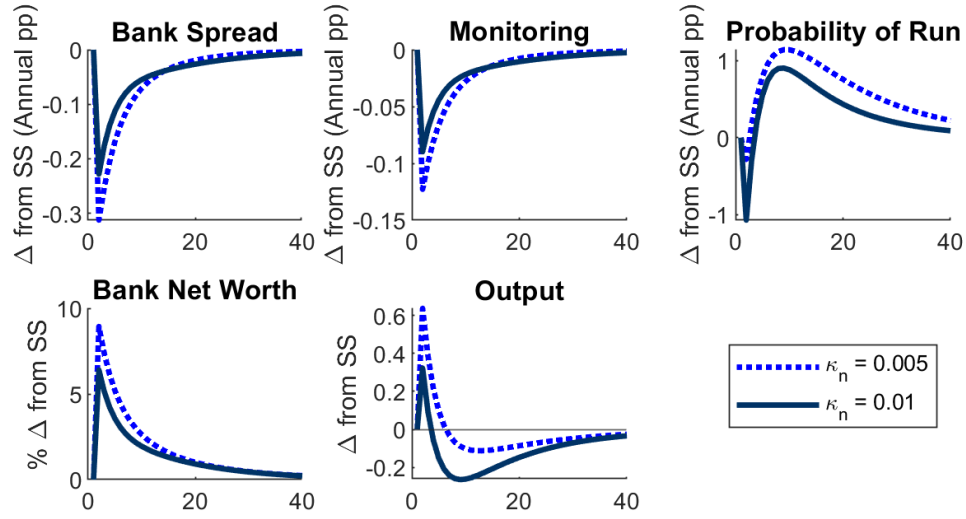 Bank Spread
Δ from SS (Annual pp)
0
-0.1
-0.2
-0.3
0
20
40
Monitoring
Δ from SS (Annual pp)
0
-0.05
-0.1
-0.15
0
20
40
Probability of Run
Δ from SS (Annual pp)
1
0
-1
0
20
40
Bank Net Worth
% Δ from SS
10
5
0
0
20
40
Output
Δ from SS
0.6
0.4
0.2
0
-0.2
0
20
40
κn = 0.005
κn = 0.01